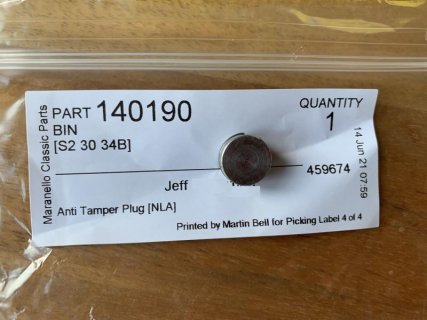 Maranello Classic Parts
PART 140190
QUANTITY
1
BIN
[S2 30 34B]
459674
Jeff
Anti Tamper Plug [NLA]
Printed by Martin Bell for Picking Label 4 of 4
14 Jun 21 07:59